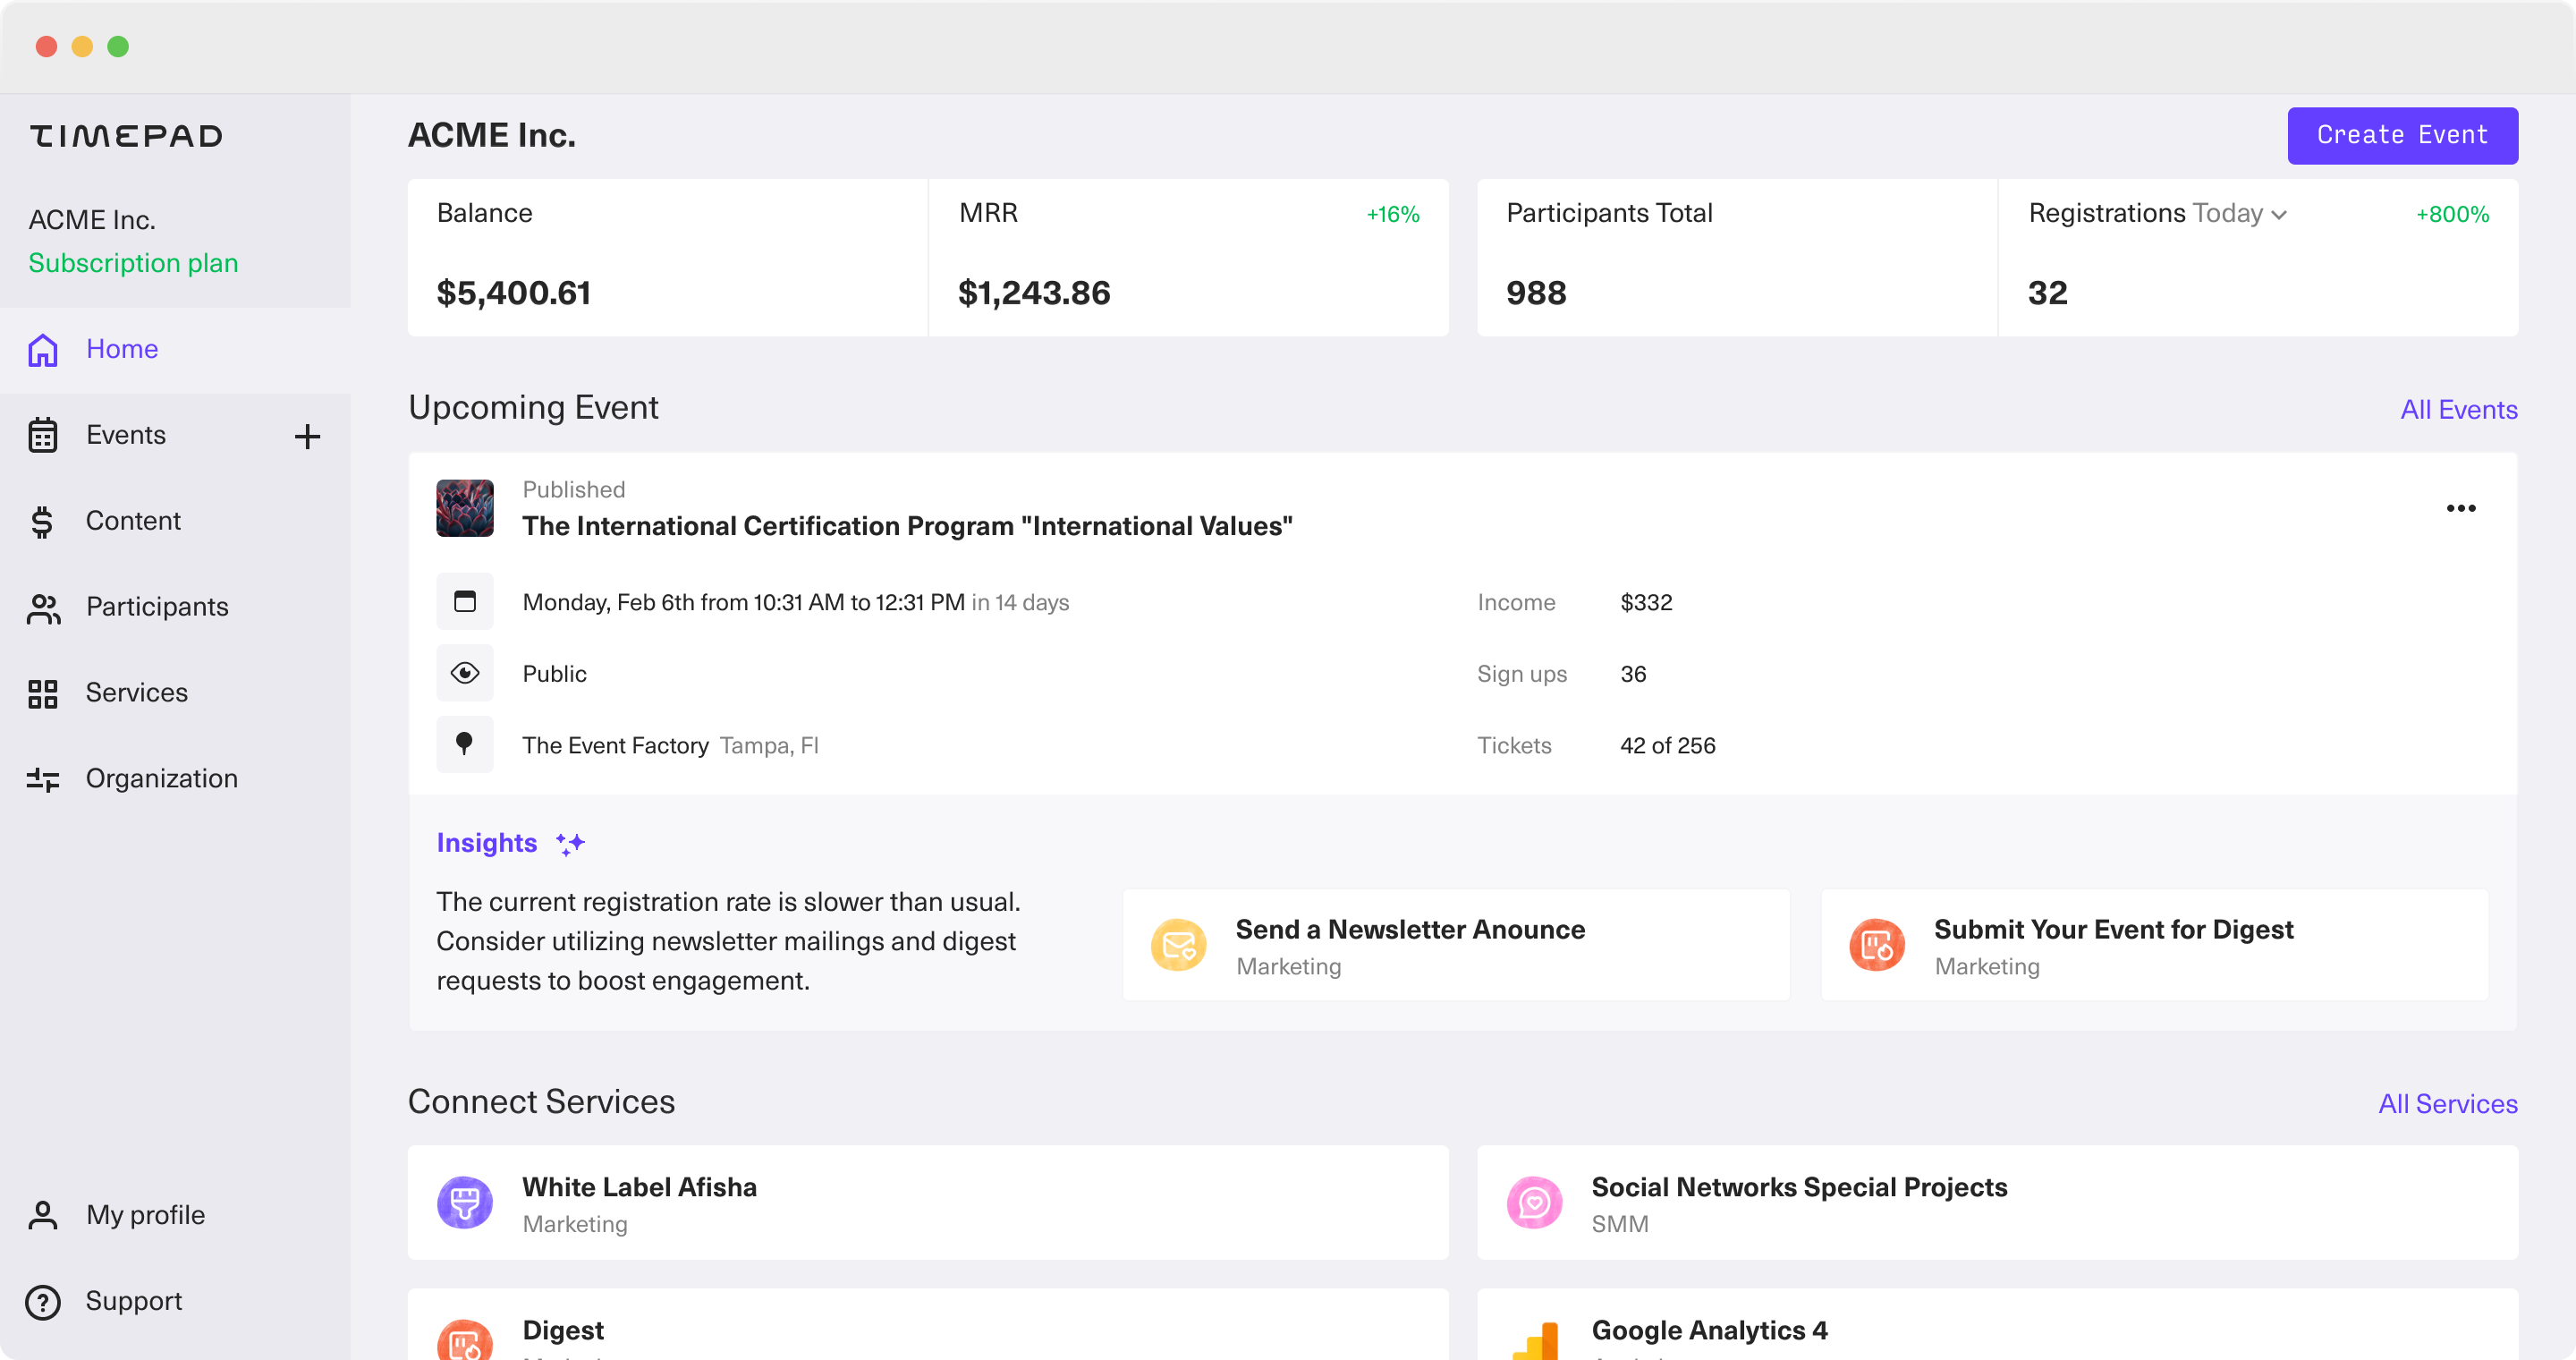 TIMEPAD
ACME Inc.
Subscription plan
Home
Events
Content
Participants
Services
Organization
My profile
Support
ACME Inc.
Create Event
Balance
$5,400.61
MRR
+16%
$1,243.86
Participants Total
988
Registrations Today
+800%
32
Upcoming Event
All Events
Published
The International Certification Program "International Values"
Monday, Feb 6th from 10:31 AM to 12:31 PM in 14 days
Public
The Event Factory Tampa, Fl
Income $332
Sign ups 36
Tickets 42 of 256
Insights
The current registration rate is slower than usual.
Consider utilizing newsletter mailings and digest
requests to boost engagement.
Send a Newsletter Anounce
Marketing
Submit Your Event for Digest
Marketing
Connect Services
All Services
White Label Afisha
Marketing
Social Networks Special Projects
SMM
Digest
Google Analytics 4